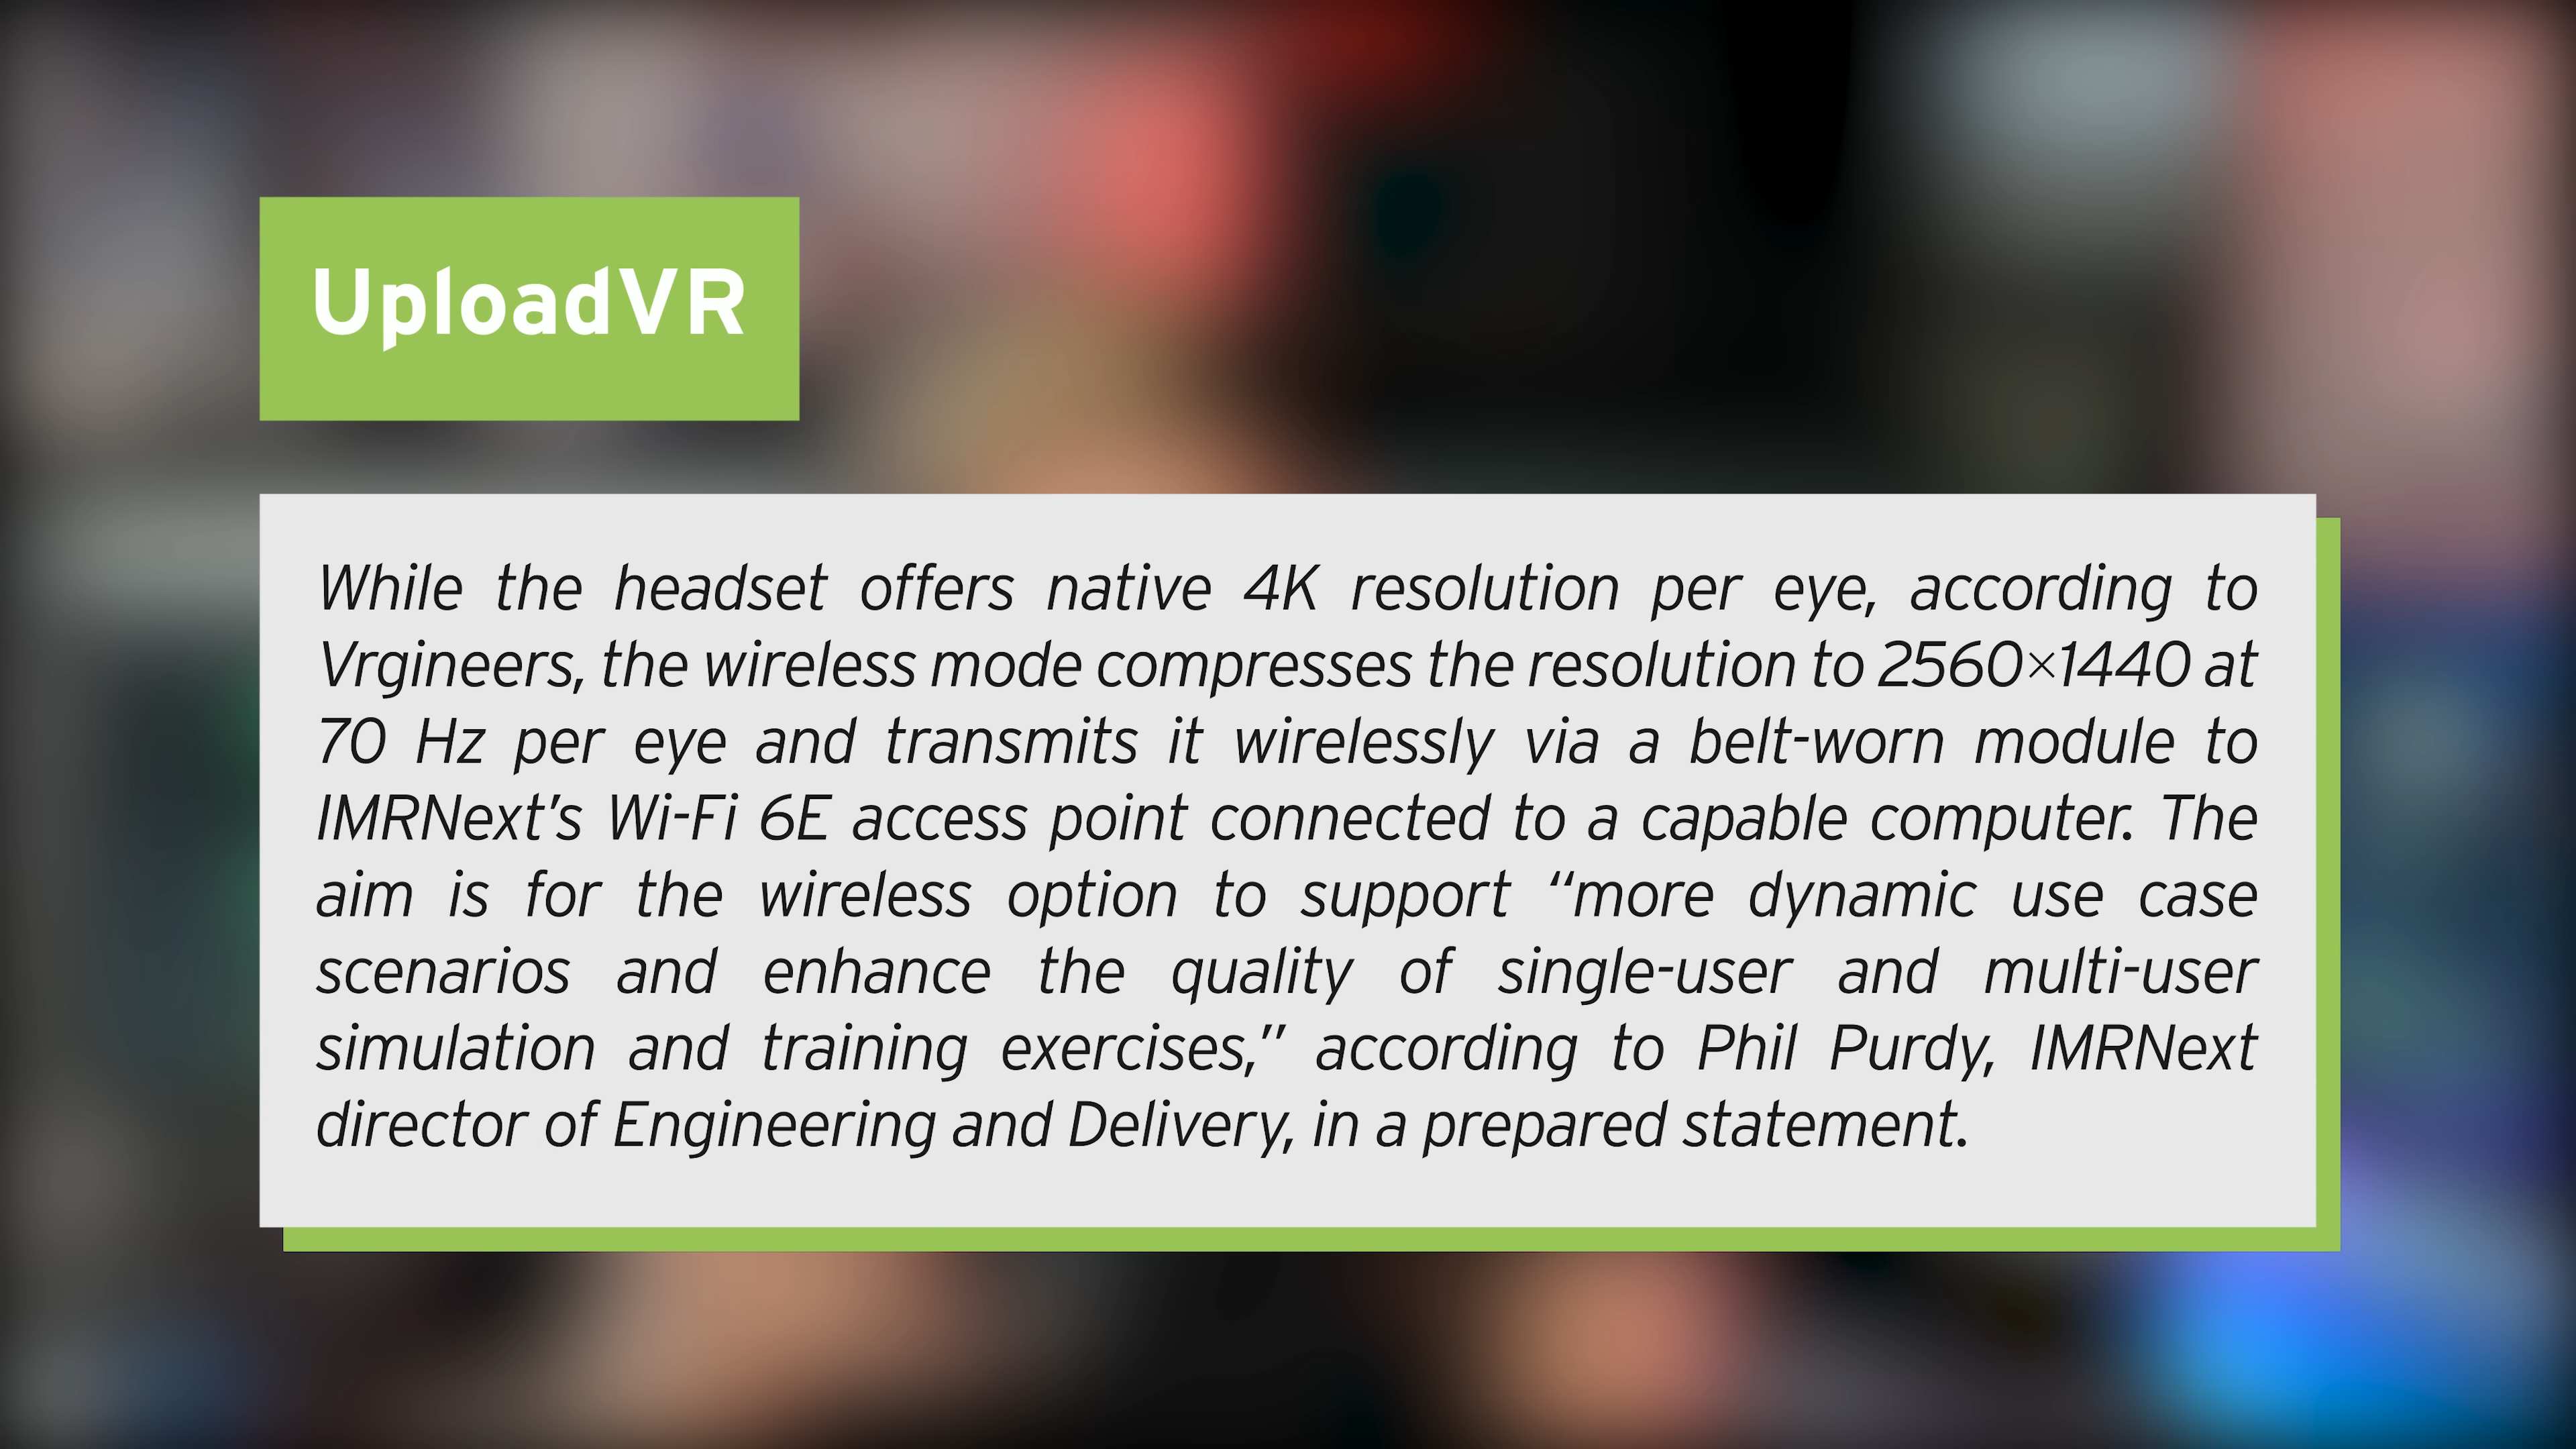 UploadVR
While the headset offers native 4K resolution per eye, according to
Vrgineers, the wireless mode compresses the resolution to 2560×1440 at
70 Hz per eye and transmits it wirelessly via a belt-worn module to
IMRNext’s Wi-Fi 6E access point connected to a capable computer. The
aim is for the wireless option to support “more dynamic use case
scenarios and enhance the quality of single-user and multi-user
simulation and training exercises,” according to Phil Purdy, IMRNext
director of Engineering and Delivery, in a prepared statement.